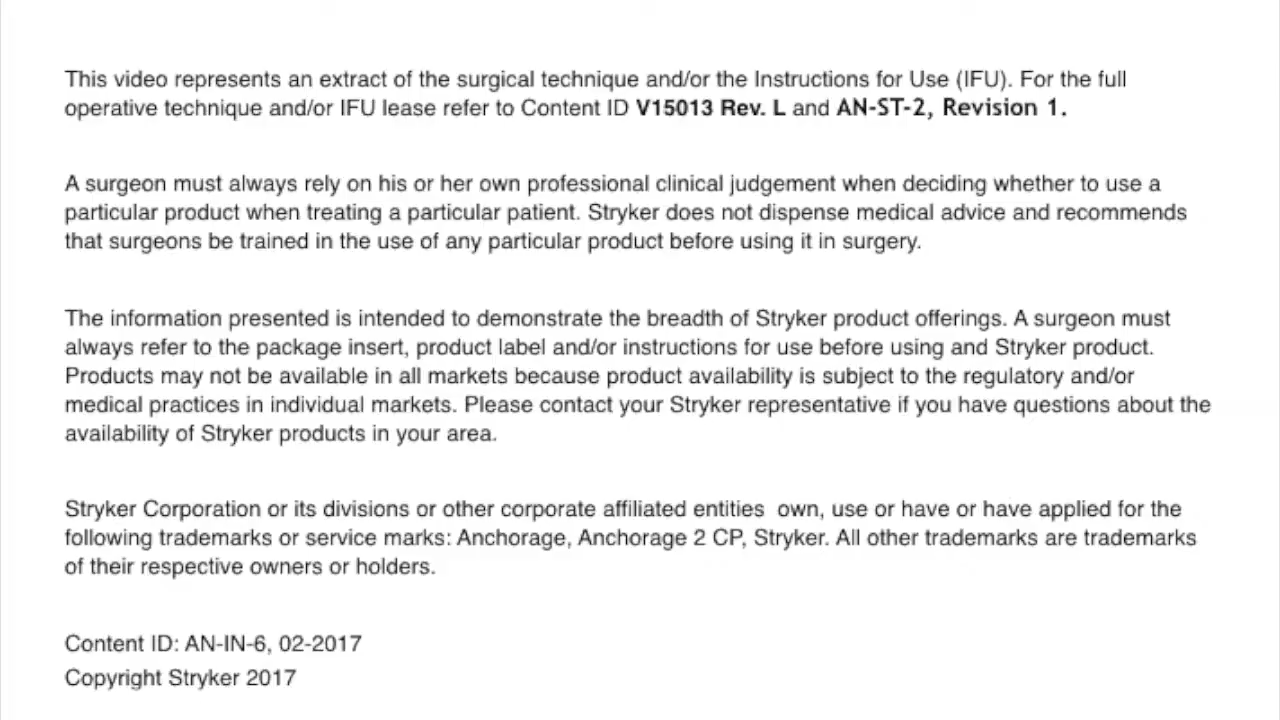 This video represents an extract of the surgical technique and/or the Instructions for Use (IFU). For the full
operative technique and/or IFU lease refer to Content ID V15013 Rev. L and AN-ST-2, Revision 1.
A surgeon must always rely on his or her own professional clinical judgement when deciding whether to use a
particular product when treating a particular patient. Stryker does not dispense medical advice and recommends
that surgeons be trained in the use of any particular product before using it in surgery.
The information presented is intended to demonstrate the breadth of Stryker product offerings. A surgeon must
always refer to the package insert, product label and/or instructions for use before using and Stryker product.
Products may not be available in all markets because product availability is subject to the regulatory and/or
medical practices in individual markets. Please contact your Stryker representative if you have questions about the
availability of Stryker products in your area.
Stryker Corporation or its divisions or other corporate affiliated entities own, use or have or have applied for the
following trademarks or service marks: Anchorage, Anchorage 2 CP, Stryker. All other trademarks are trademarks
of their respective owners or holders.
Content ID: AN-IN-6, 02-2017
Copyright Stryker 2017